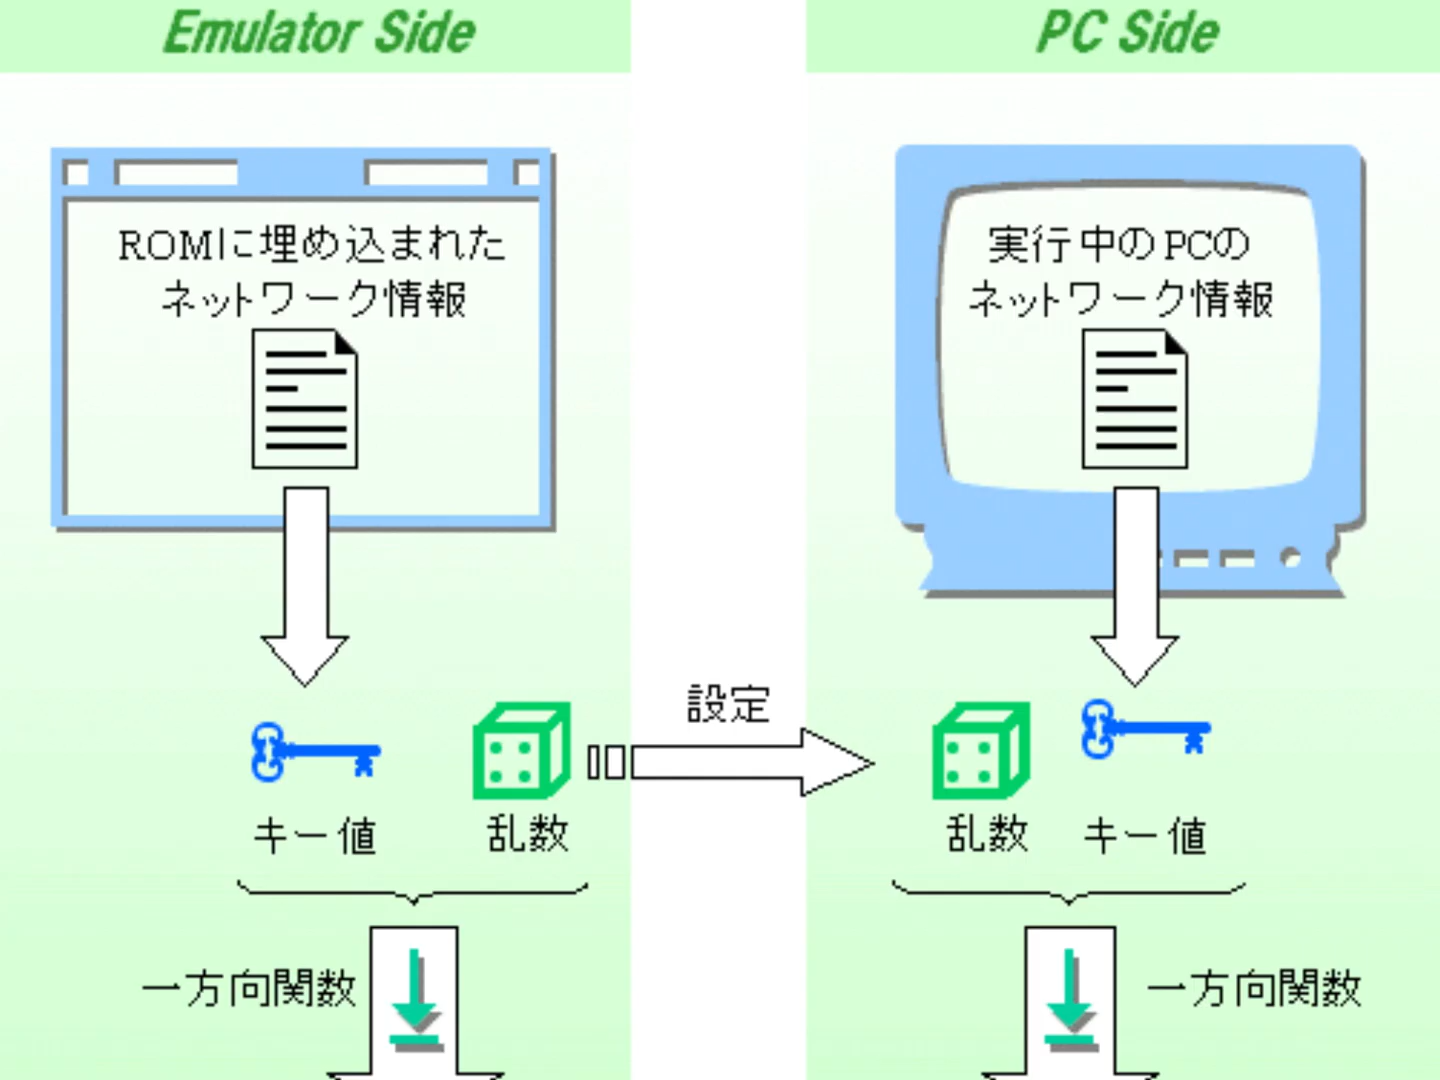 Emulator Side
PC Side
ROMに埋め込まれた
ネットワーク情報
実行中のPCの
ネットワーク情報
設定
キー値
乱数
乱数
キー値
一方向関数
一方向関数